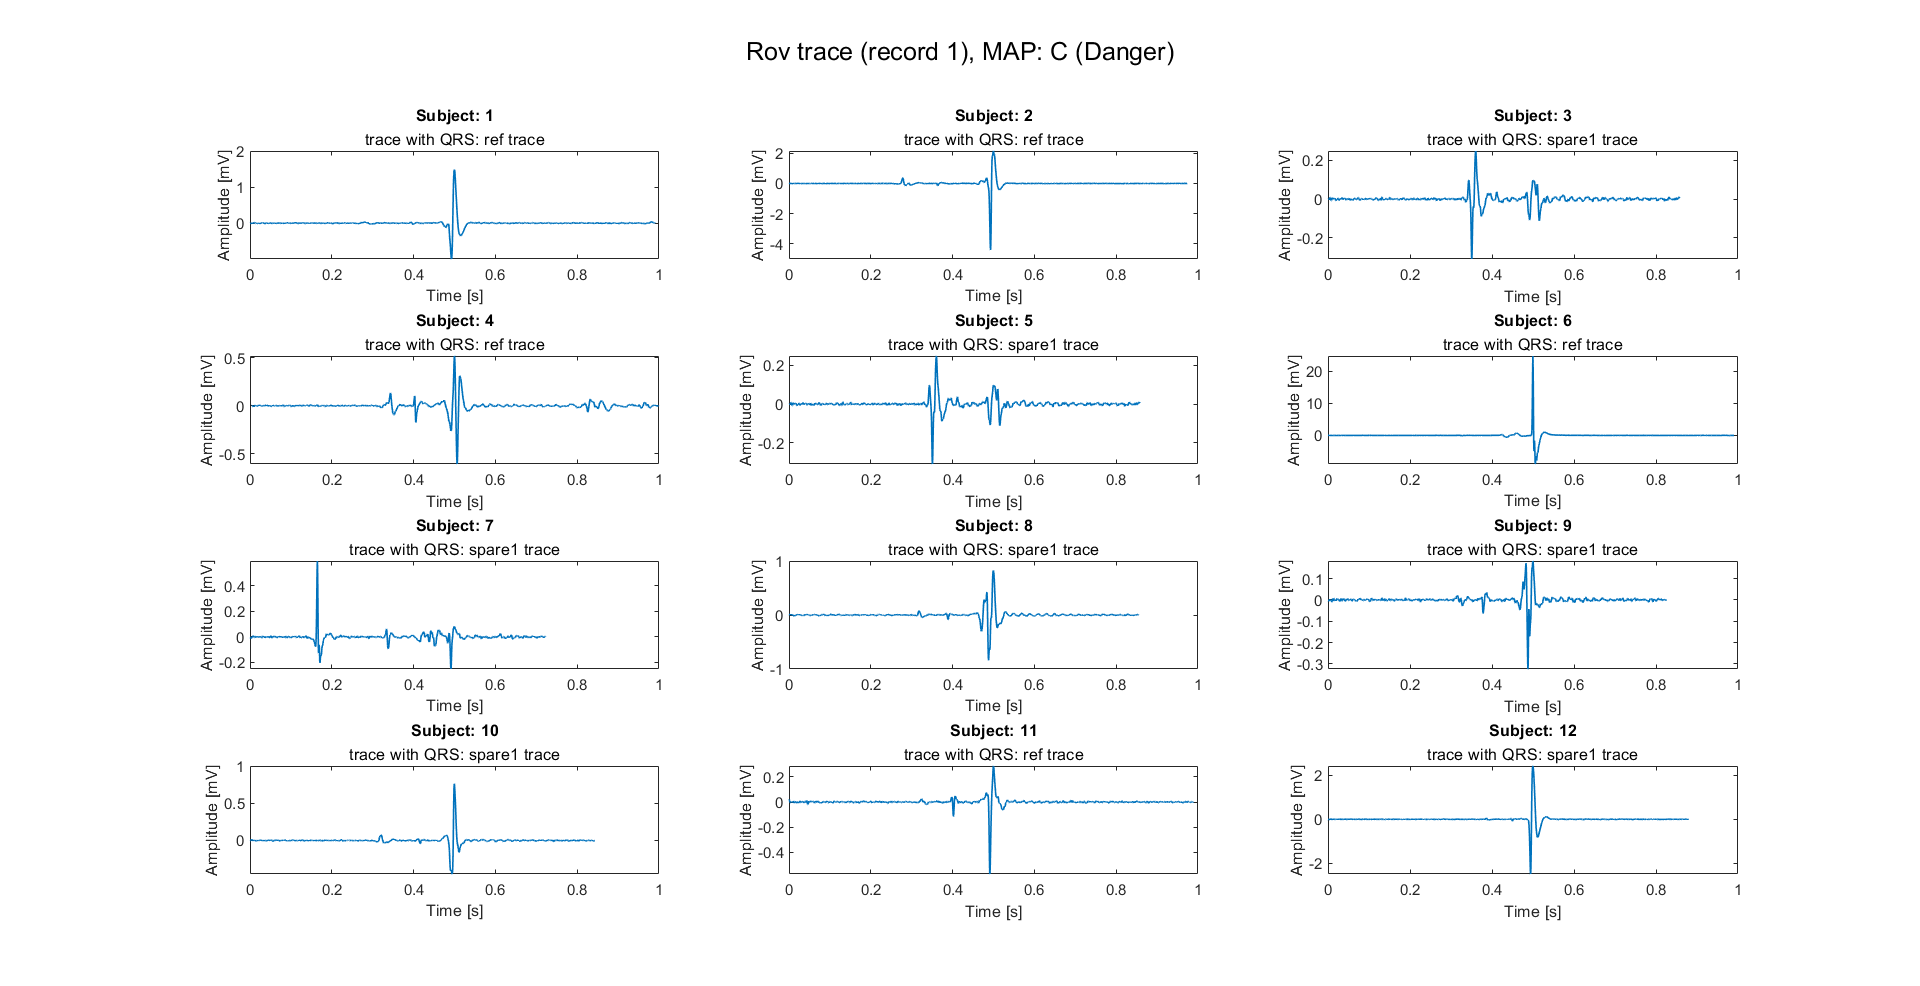 Rov trace (record 1), MAP: C (Danger)
Subject: 1
trace with QRS: ref trace
Amplitude [mV]
2
1
0
0 0.2 0.4 0.6 0.8 1
Time [s]
Subject: 2
trace with QRS: ref trace
Amplitude [mV]
2
0
-2
-4
0 0.2 0.4 0.6 0.8 1
Time [s]
Subject: 3
trace with QRS: spare1 trace
Amplitude [mV]
0.2
0
-0.2
0 0.2 0.4 0.6 0.8 1
Time [s]
Subject: 4
trace with QRS: ref trace
Amplitude [mV]
0.5
0
-0.5
0 0.2 0.4 0.6 0.8 1
Time [s]
Subject: 5
trace with QRS: spare1 trace
Amplitude [mV]
0.2
0
-0.2
0 0.2 0.4 0.6 0.8 1
Time [s]
Subject: 6
trace with QRS: ref trace
Amplitude [mV]
20
10
0
0 0.2 0.4 0.6 0.8 1
Time [s]
Subject: 7
trace with QRS: spare1 trace
Amplitude [mV]
0.4
0.2
0
-0.2
0 0.2 0.4 0.6 0.8 1
Time [s]
Subject: 8
trace with QRS: spare1 trace
Amplitude [mV]
1
0
-1
0 0.2 0.4 0.6 0.8 1
Time [s]
Subject: 9
trace with QRS: spare1 trace
Amplitude [mV]
0.1
0
-0.1
-0.2
-0.3
0 0.2 0.4 0.6 0.8 1
Time [s]
Subject: 10
trace with QRS: spare1 trace
Amplitude [mV]
1
0.5
0
0 0.2 0.4 0.6 0.8 1
Time [s]
Subject: 11
trace with QRS: ref trace
Amplitude [mV]
0.2
0
-0.2
-0.4
0 0.2 0.4 0.6 0.8 1
Time [s]
Subject: 12
trace with QRS: spare1 trace
Amplitude [mV]
2
0
-2
0 0.2 0.4 0.6 0.8 1
Time [s]